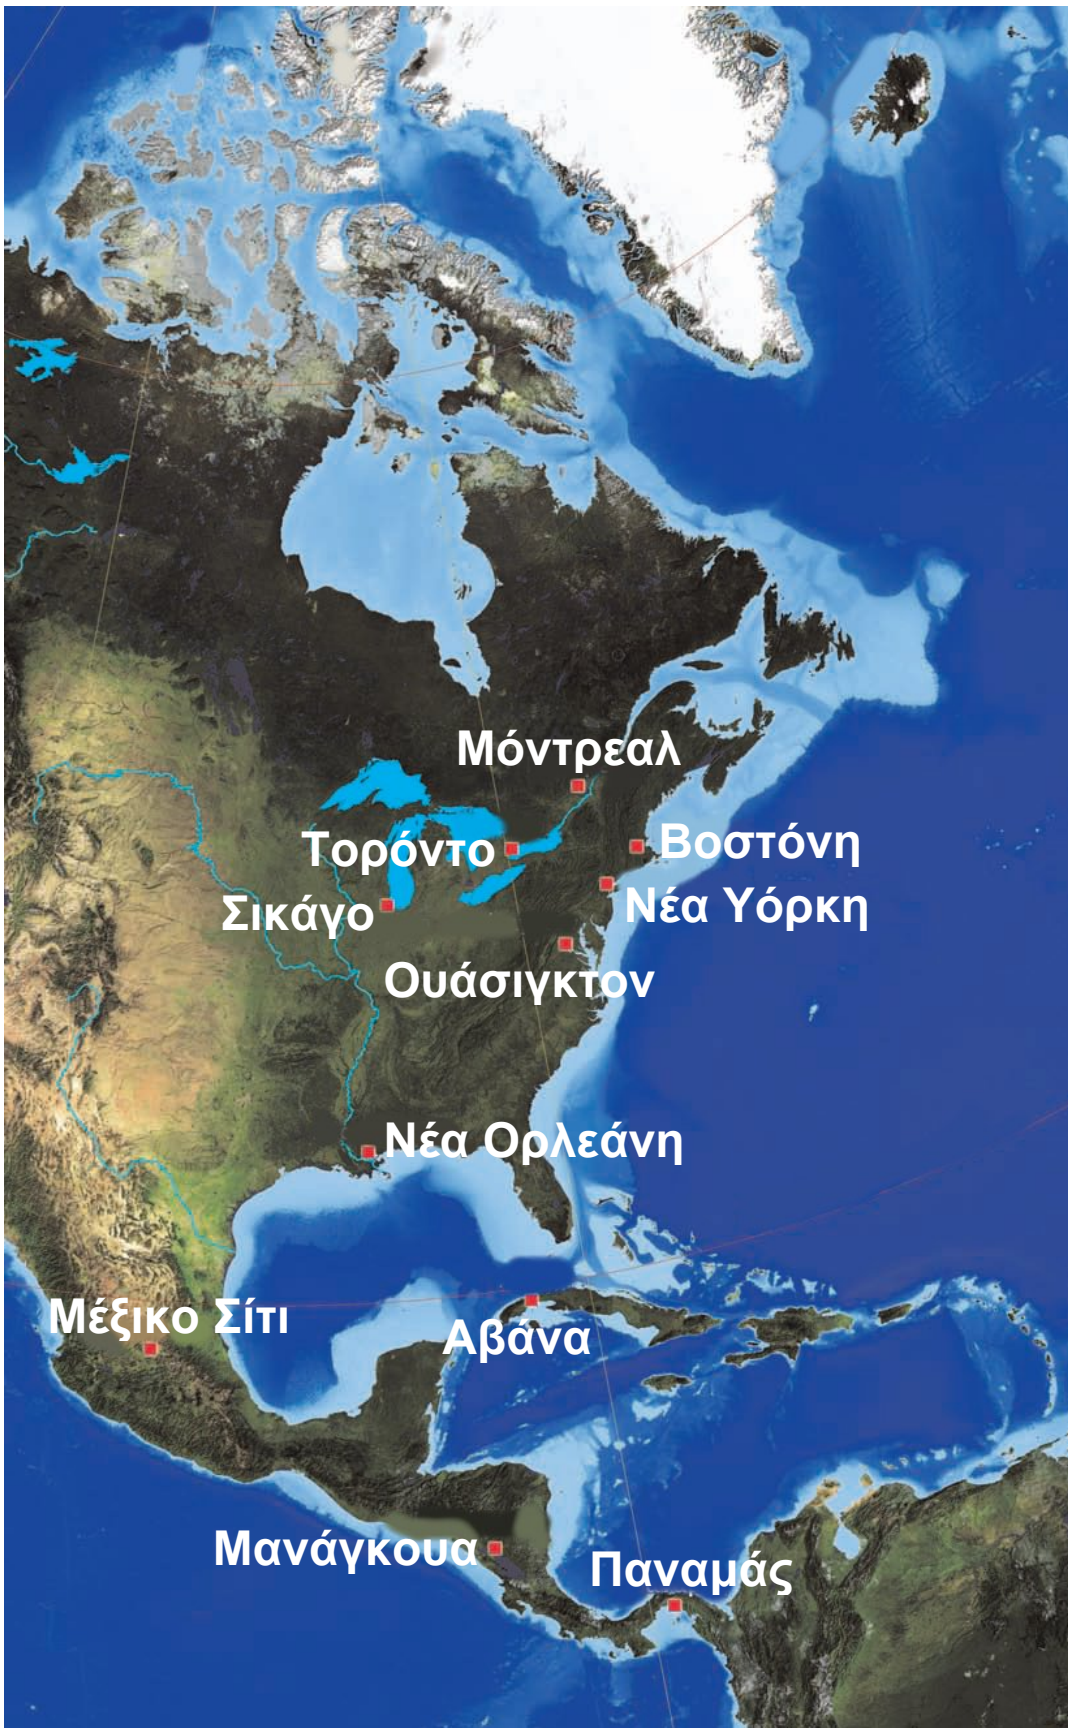 Μόντρεαλ
Τορόντο
Βοστόνη
Σικάγο
Νέα Υόρκη
Ουάσιγκτον
Νέα Ορλεάνη
Μέξικο Σίτι
Αβάνα
Μανάγκουα
Παναμάς